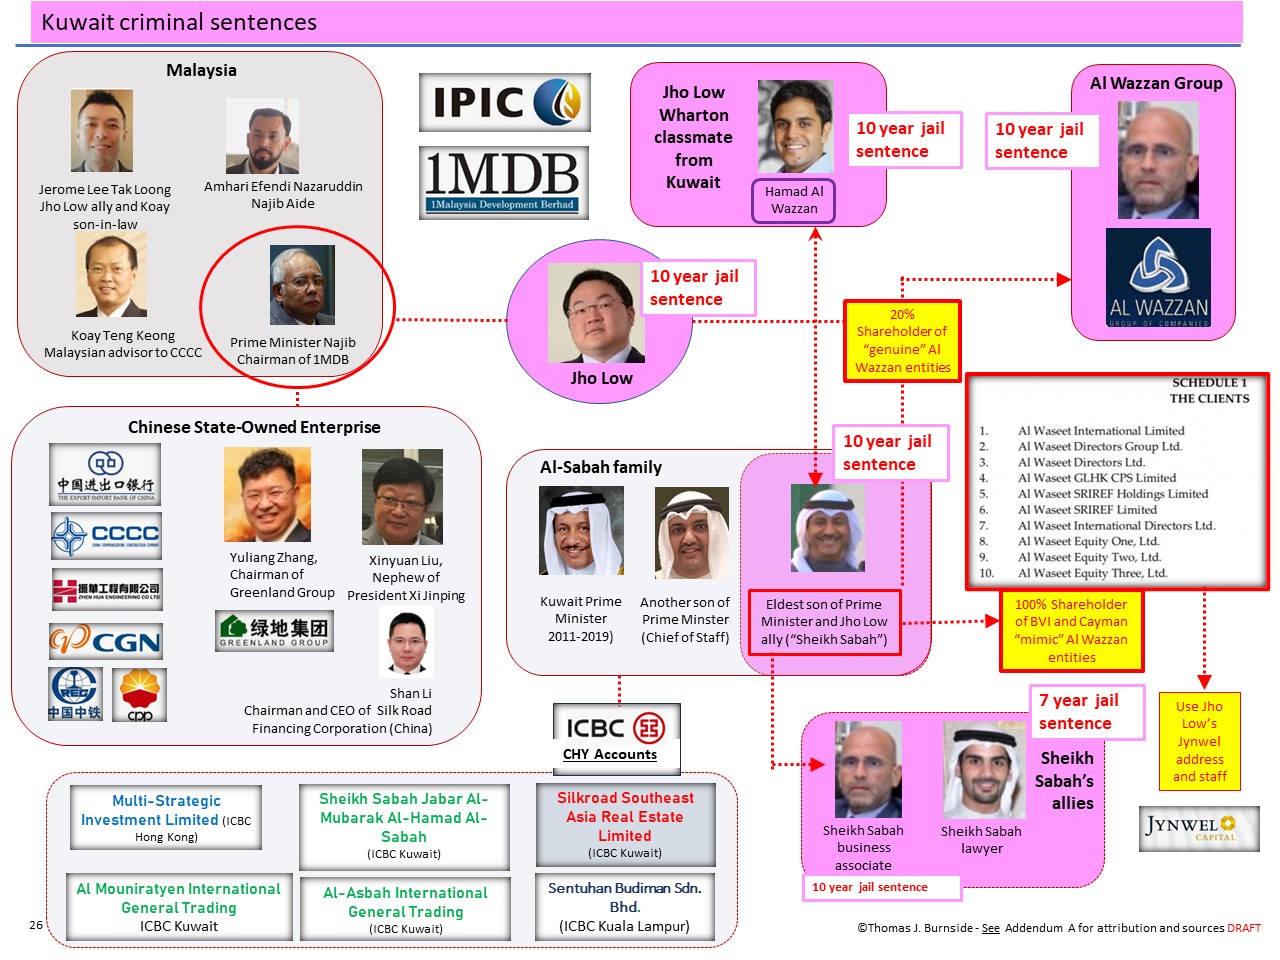 Kuwait criminal sentences
Malaysia
Jerome Lee Tak Loong
Jho Low ally and Koay
son-in-law
Amhari Efendi Nazaruddin
Najib Aide
Koay Teng Keong
Malaysian advisor to CCCC
Prime Minister Najib
Chairman of 1MDB
IPIC
1MDB
1Malaysia Development Berhad
Jho Low
Wharton
classmate
from
Kuwait
Hamad Al
Wazzan
10 year jail
sentence
10 year jail
sentence
Al Wazzan Group
AL WAZZAN
GROUP OF COMPANIES
10 year jail
sentence
Jho Low
20%
Shareholder of
“genuine” Al
Wazzan entities
SCHEDULE 1
THE CLIENTS
1. Al Waseet International Limited
2. Al Waseet Directors Group Ltd.
3. Al Waseet Directors Ltd.
4. Al Waseet GLHK CPS Limited
5. Al Waseet SRIREF Holdings Limited
6. Al Waseet SRIREF Limited
7. Al Waseet International Directors Ltd.
8. Al Waseet Equity One, Ltd.
9. Al Waseet Equity Two, Ltd.
10. Al Waseet Equity Three, Ltd.
Chinese State-Owned Enterprise
中国进出口银行
THE EXPORT-IMPORT BANK OF CHINA
CCCC
CHINA COMMUNICATIONS CONSTRUCTION COMPANY
振華工程有限公司
ZHEN HUA ENGINEERING CO LTD
CGN
CREC
中国中铁
cpp
Yuliang Zhang,
Chairman of
Greenland Group
绿地集团
GREENLAND GROUP
Xinyuan Liu,
Nephew of
President Xi Jinping
Shan Li
Chairman and CEO of Silk Road
Financing Corporation (China)
Al-Sabah family
10 year jail
sentence
Kuwait Prime
Minister
2011-2019)
Another son of
Prime Minster
(Chief of Staff)
Eldest son of Prime
Minister and Jho Low
ally (“Sheikh Sabah”)
100% Shareholder
of BVI and Cayman
“mimic” Al Wazzan
entities
ICBC
CHY Accounts
7 year jail
sentence
Sheikh
Sabah’s
allies
Sheikh Sabah
business
associate
Sheikh Sabah
lawyer
10 year jail sentence
Use Jho
Low’s
Jynwel
address
and staff
JYNWEL
CAPITAL
Multi-Strategic
Investment Limited (ICBC
Hong Kong)
Sheikh Sabah Jabar Al-
Mubarak Al-Hamad Al-
Sabah
(ICBC Kuwait)
Silkroad Southeast
Asia Real Estate
Limited
(ICBC Kuwait)
Al Mouniratyen International
General Trading
ICBC Kuwait
Al-Asbah International
General Trading
(ICBC Kuwait)
Sentuhan Budiman Sdn.
Bhd.
(ICBC Kuala Lumpur)
26
©Thomas J. Burnside - See Addendum A for attribution and sources DRAFT